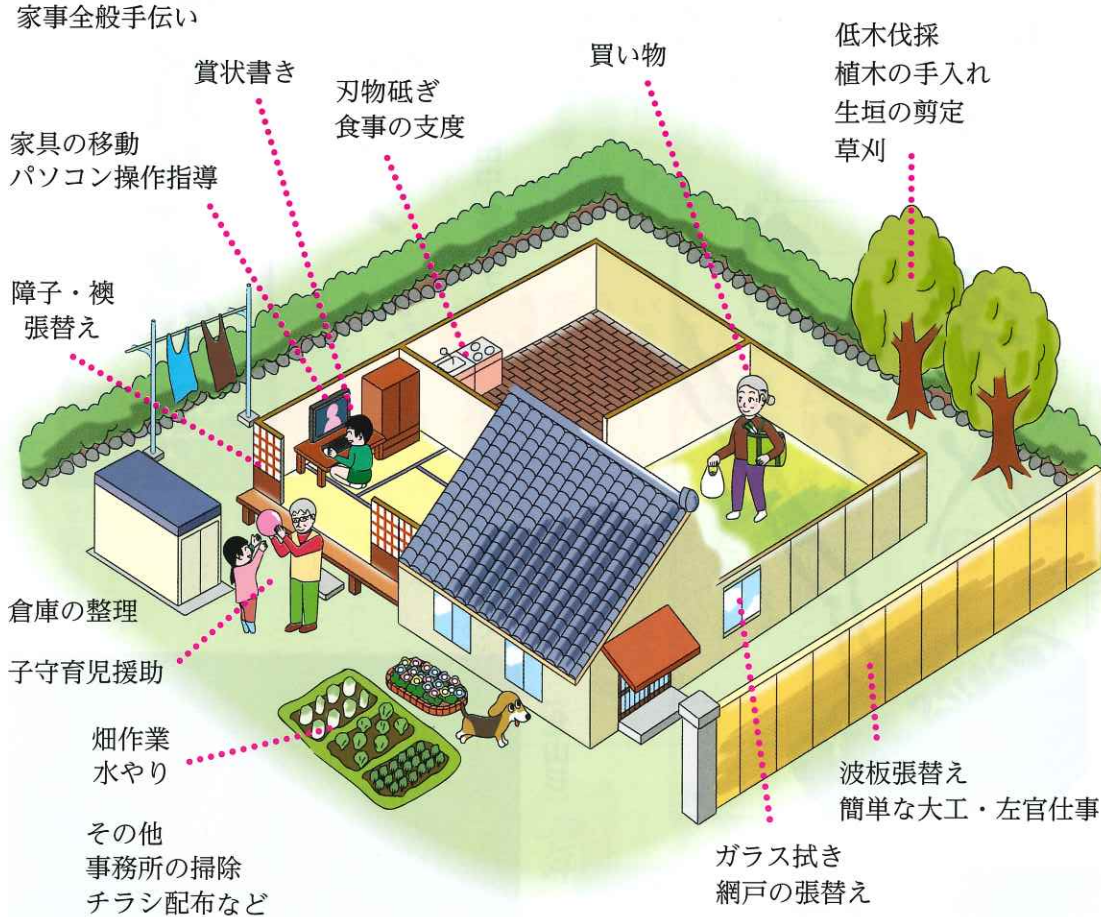 家事全般手伝い
賞状書き
刃物砥ぎ
食事の支度
買い物
低木伐採
植木の手入れ
生垣の剪定
草刈
家具の移動
パソコン操作指導
障子・襖
張替え
倉庫の整理
子守育児援助
畑作業
水やり
その他
事務所の掃除
チラシ配布など
波板張替え
簡単な大工・左官仕事
ガラス拭き
網戸の張替え